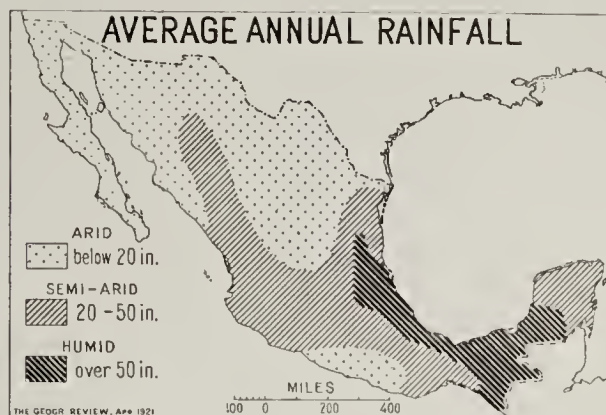 AVERAGE ANNUAL RAINFALL
ARID
below 20 in.
SEMI-ARID
20-50 in.
HUMID
over 50 in.
MILES
100 0 200 400
THE GEOGR. REVIEW, APR. 1921